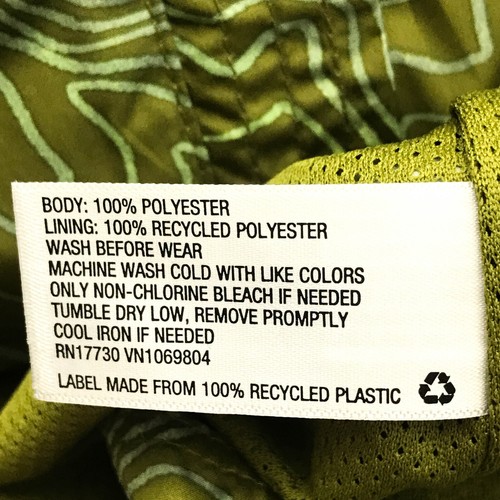 BODY: 100% POLYESTER
LINING: 100% RECYCLED POLYESTER
WASH BEFORE WEAR
MACHINE WASH COLD WITH LIKE COLORS
ONLY NON-CHLORINE BLEACH IF NEEDED
TUMBLE DRY LOW, REMOVE PROMPTLY
COOL IRON IF NEEDED
RN17730 VN1069804
LABEL MADE FROM 100% RECYCLED PLASTIC